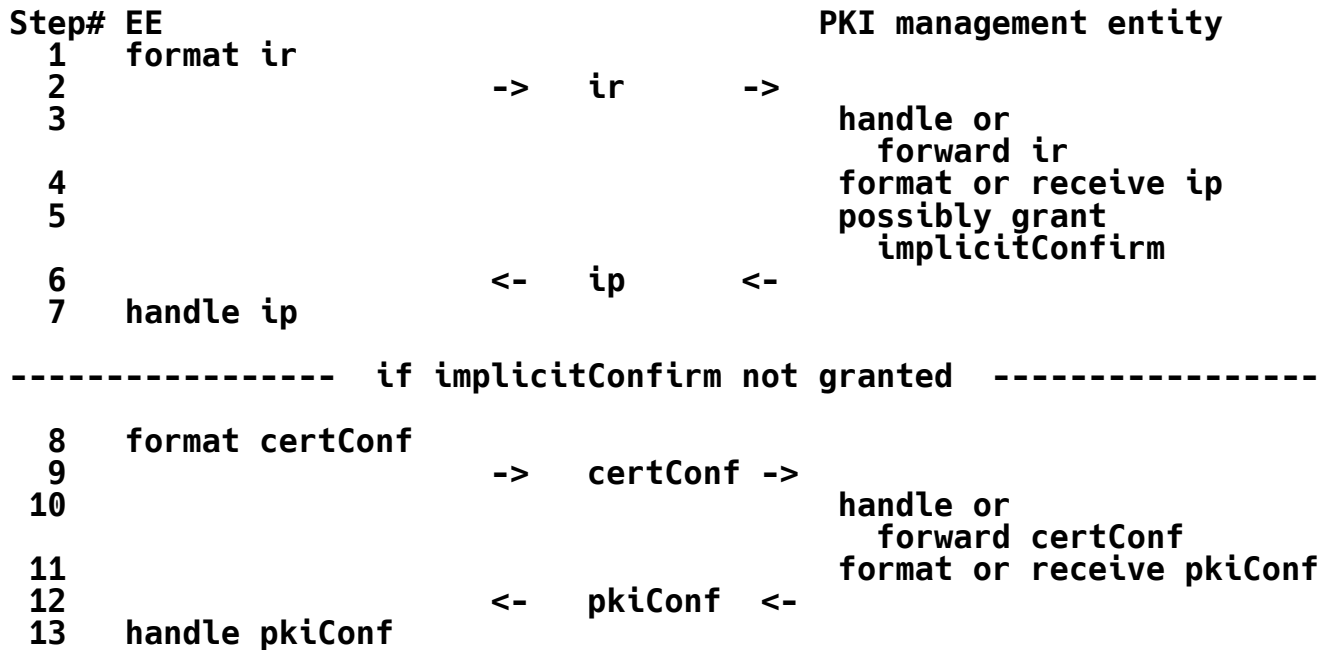 Step# EE                                  PKI management entity
  1   format ir
  2                      ->   ir      ->
  3                                        handle or
                                             forward ir
  4                                        format or receive ip
  5                                        possibly grant
                                             implicitConfirm
  6                      <-   ip      <-
  7   handle ip
-----------------  if implicitConfirm not granted  -----------------
  8   format certConf
  9                      ->   certConf ->
 10                                        handle or
                                             forward certConf
 11                                        format or receive pkiConf
 12                      <-   pkiConf  <-
 13   handle pkiConf